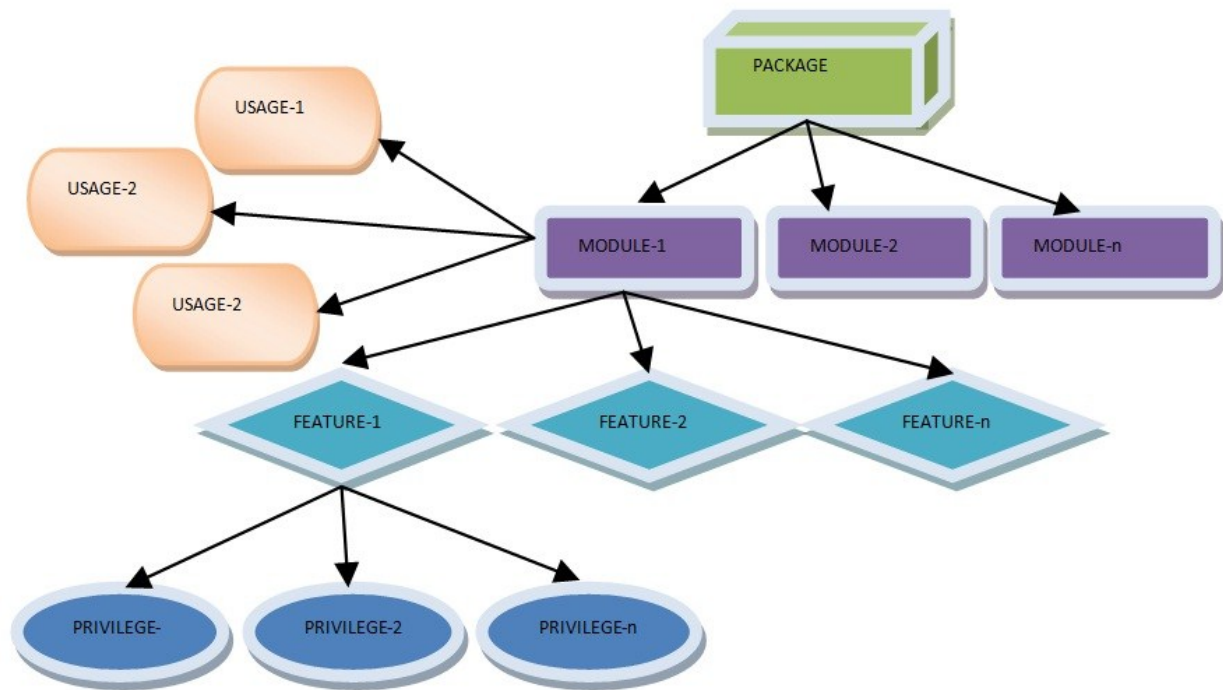 PACKAGE
USAGE-1
USAGE-2
USAGE-2
MODULE-1
MODULE-2
MODULE-n
FEATURE-1
FEATURE-2
FEATURE-n
PRIVILEGE-
PRIVILEGE-2
PRIVILEGE-n